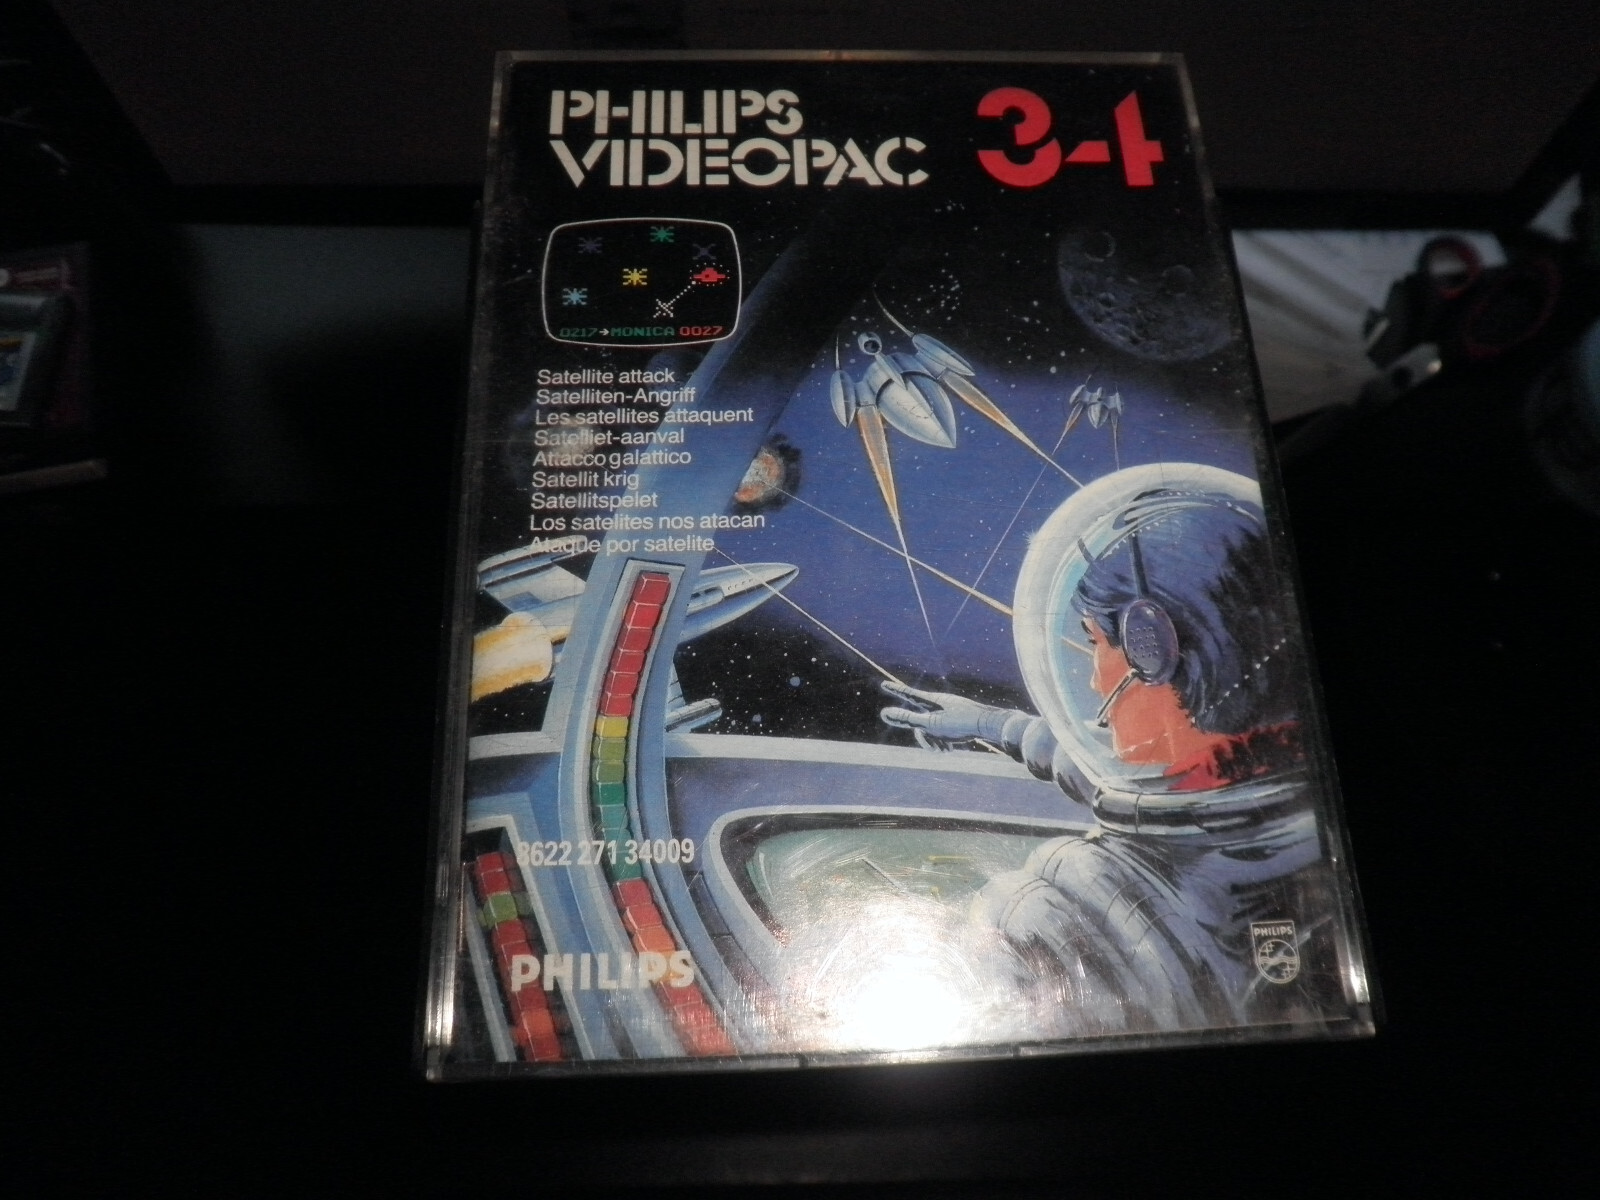 PHILIPS
VIDEOPAC
34
0217→MONICA 0027
Satellite attack
Satelliten-Angriff
Les satellites attaquent
Satelliet-aanval
Attacco galattico
Satellit krig
Satellitspelet
Los satelites nos atacan
Ataque por satelite
8622 271 34009
PHILIPS
PHILIPS